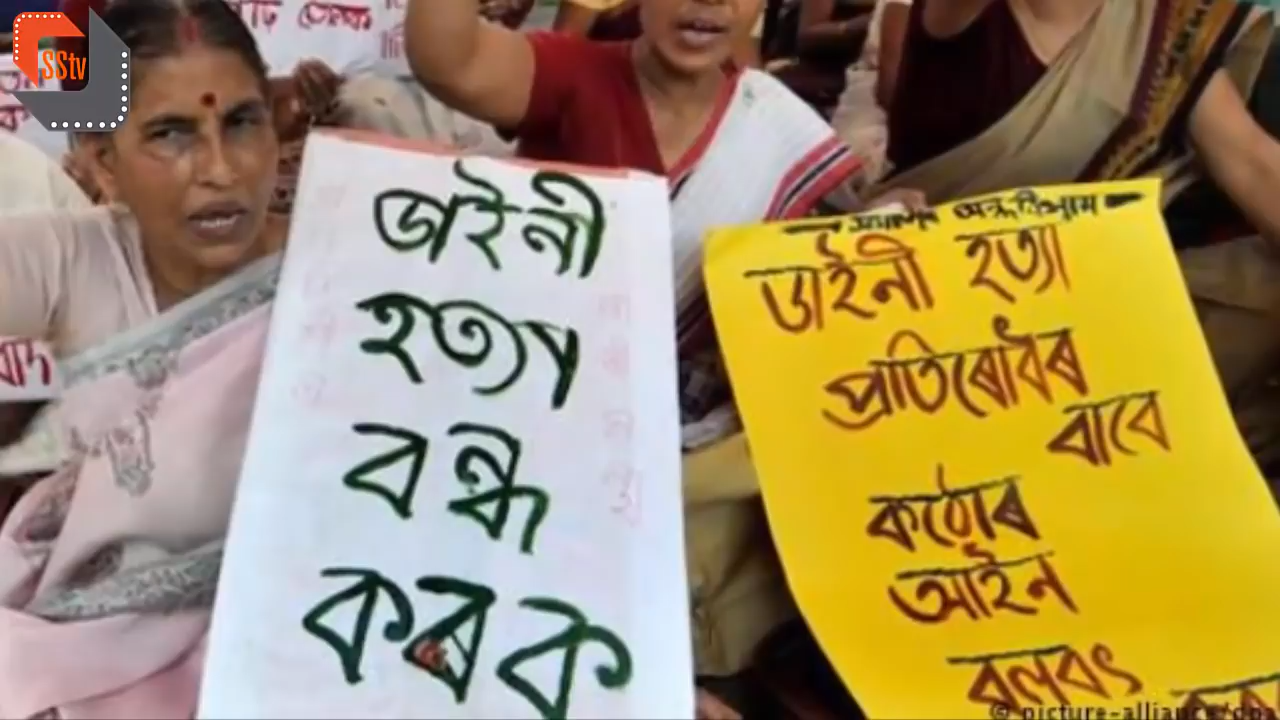 SStv
ডাইনী
হত্যা
বন্ধ
কৰক
ডাইনী হত্যা
প্ৰতিৰোধৰ
বাবে
কঠোৰ
আইন
বলবৎ
© picture-alliance/dpa